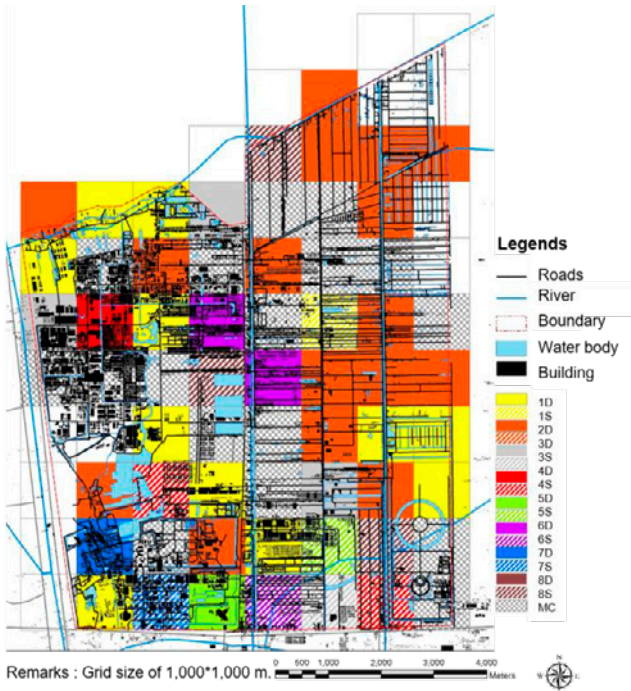 Legends
Roads
River
Boundary
Water body
Building
1D
1S
2D
3D
3S
4D
4S
5D
5S
6D
6S
7D
7S
8D
8S
MC
Remarks : Grid size of 1,000*1,000 m.
0 500 1,000 2,000 3,000 4,000
Meters
N
W E
S